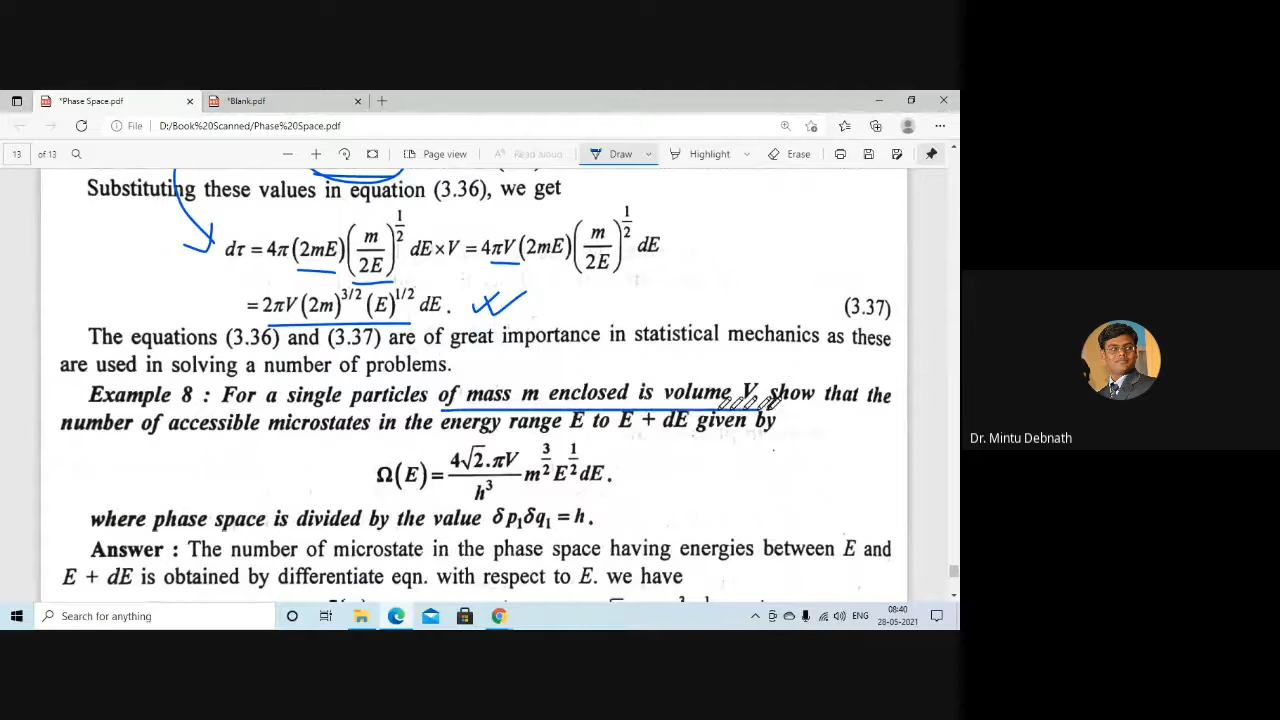 *Phase Space.pdf
*Blank.pdf
File
D:/Book%20Scanned/Phase%20Space.pdf
13 of 13
Page view
Read aloud
Draw
Highlight
Erase
Substituting these values in equation (3.36), we get
dτ = 4π (2mE) (m/2E)^{1/2} dE × V = 4πV (2mE) (m/2E)^{1/2} dE
= 2πV (2m)^{3/2} (E)^{1/2} dE . (3.37)
The equations (3.36) and (3.37) are of great importance in statistical mechanics as these
are used in solving a number of problems.
Example 8 : For a single particles of mass m enclosed is volume V, show that the
number of accessible microstates in the energy range E to E + dE given by
Ω(E) = 4√2.πV/h³ m^{3/2} E^{1/2} dE .
where phase space is divided by the value δp₁δq₁ = h.
Answer : The number of microstate in the phase space having energies between E and
E + dE is obtained by differentiate eqn. with respect to E. we have
Dr. Mintu Debnath
Search for anything
ENG
08:40
28-05-2021